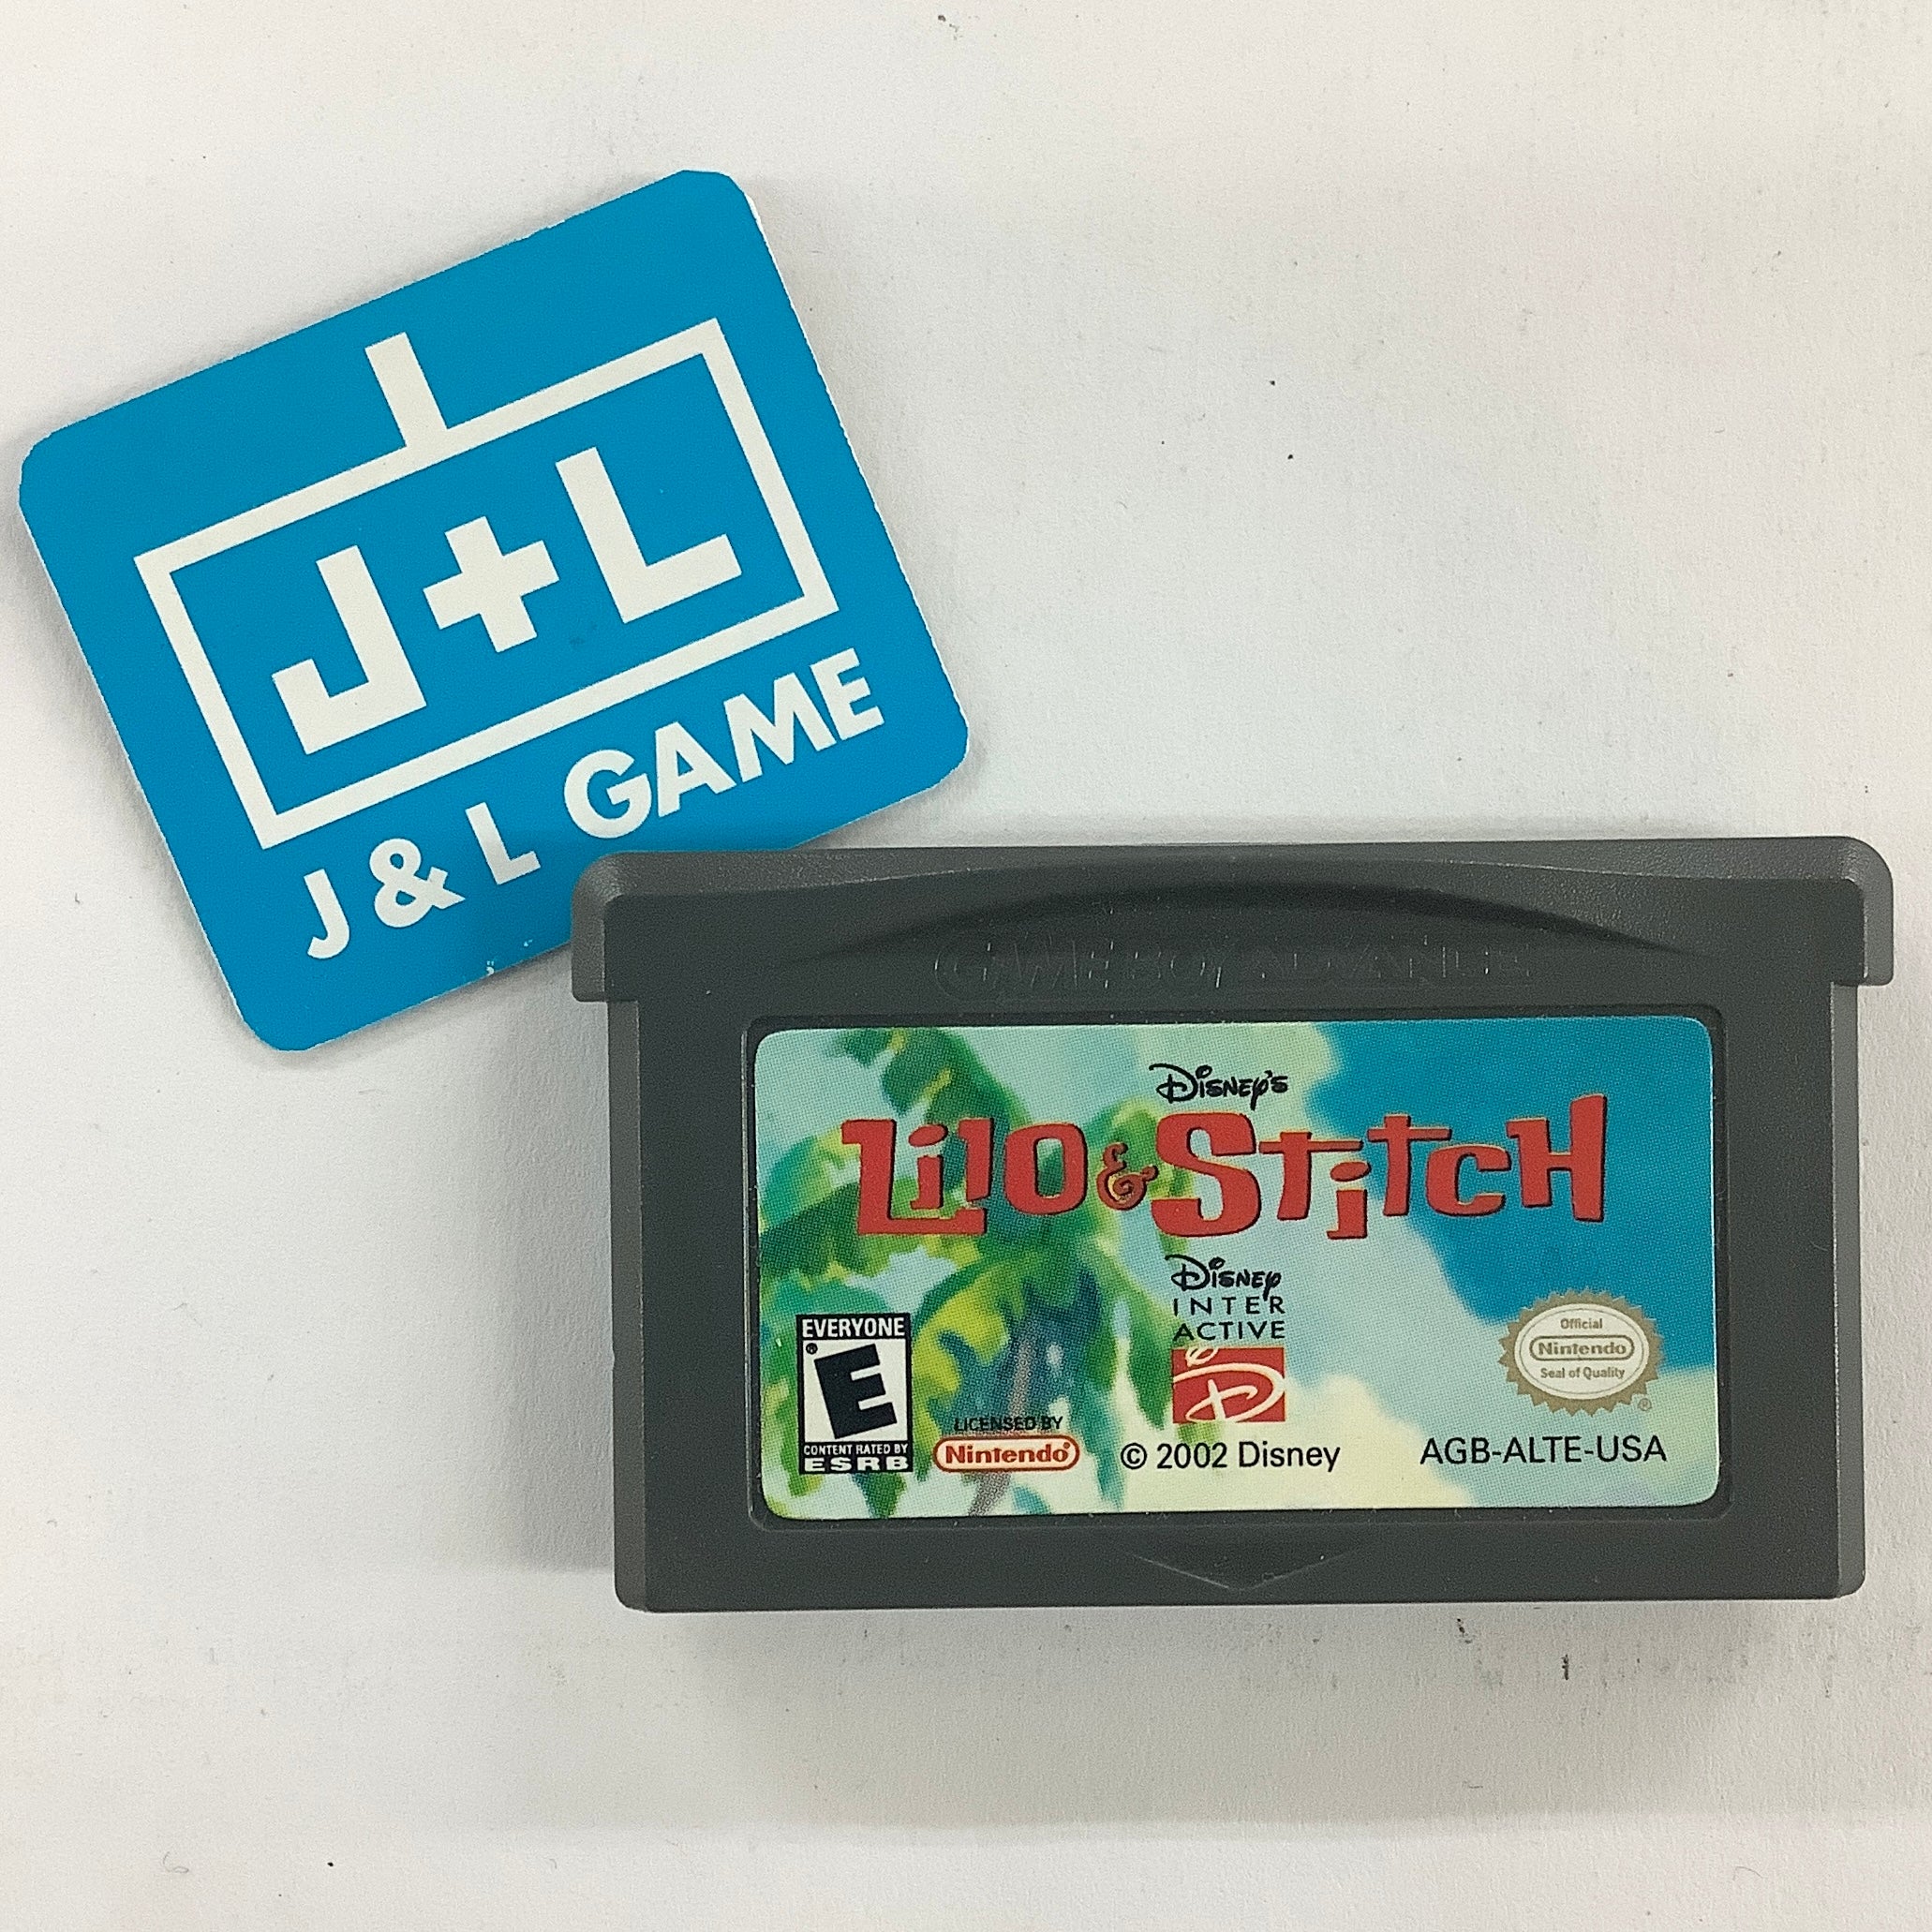 J+L
J & L GAME
GAME BOY ADVANCE
Disney's
Lilo & Stitch
Disney
INTER
ACTIVE
EVERYONE
E
CONTENT RATED BY
ESRB
LICENSED BY
Nintendo®
© 2002 Disney
Official
Nintendo
Seal of Quality
AGB-ALTE-USA